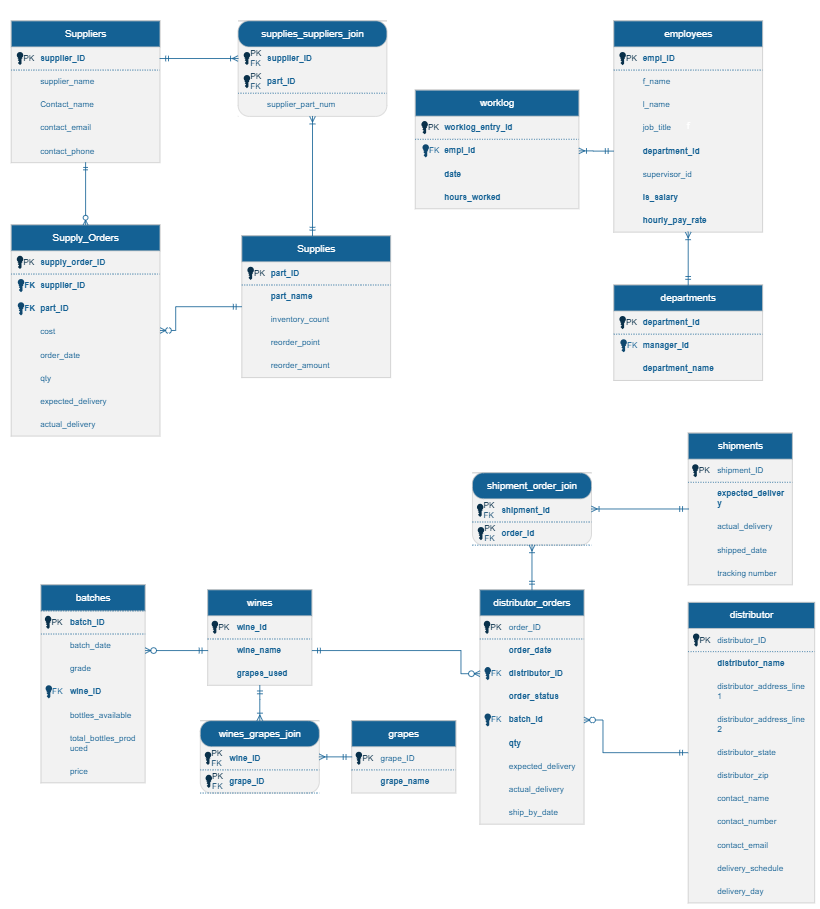 Suppliers
PK supplier_ID
supplier_name
Contact_name
contact_email
contact_phone
supplies_suppliers_join
PK
FK supplier_ID
PK
FK part_ID
supplier_part_num
employees
PK empl_ID
f_name
l_name
job_title
department_id
supervisor_id
is_salary
hourly_pay_rate
worklog
PK worklog_entry_id
FK empl_id
date
hours_worked
Supply_Orders
PK supply_order_ID
FK supplier_ID
FK part_ID
cost
order_date
qty
expected_delivery
actual_delivery
Supplies
PK part_ID
part_name
inventory_count
reorder_point
reorder_amount
departments
PK department_id
FK manager_id
department_name
shipments
PK shipment_ID
expected_deliver
y
actual_delivery
shipped_date
tracking number
shipment_order_join
PK
FK shipment_id
PK
FK order_id
batches
PK batch_ID
batch_date
grade
FK wine_ID
bottles_available
total_bottles_prod
uced
price
wines
PK wine_id
wine_name
grapes_used
distributor_orders
PK order_ID
order_date
FK distributor_ID
order_status
FK batch_id
qty
expected_delivery
actual_delivery
ship_by_date
distributor
PK distributor_ID
distributor_name
distributor_address_line
1
distributor_address_line
2
distributor_state
distributor_zip
contact_name
contact_number
contact_email
delivery_schedule
delivery_day
wines_grapes_join
PK
FK wine_ID
PK
FK grape_ID
grapes
PK grape_ID
grape_name